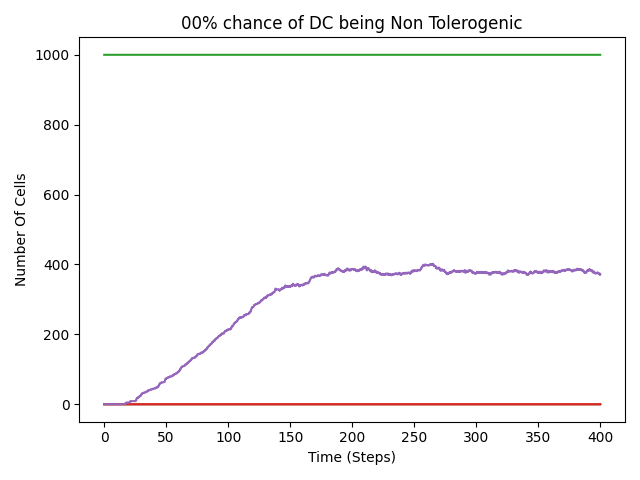 00% chance of DC being Non Tolerogenic
1000
800
600
400
200
0
Number Of Cells
0 50 100 150 200 250 300 350 400
Time (Steps)